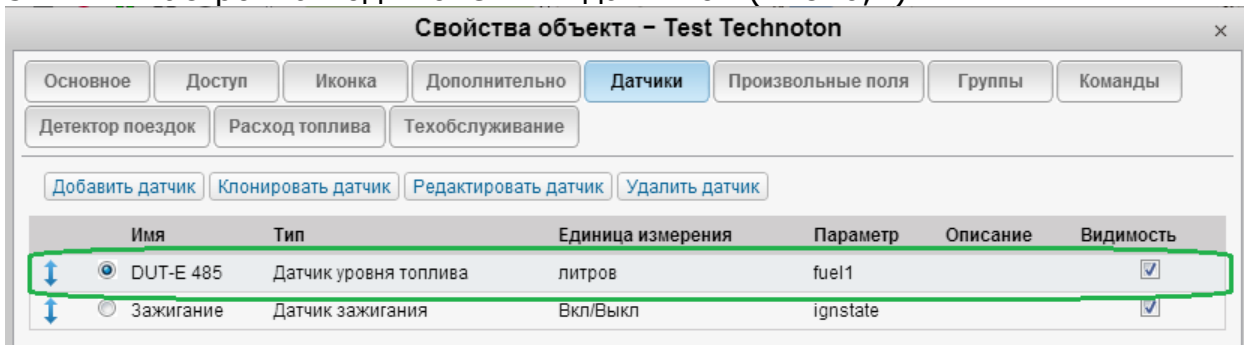 Свойства объекта – Test Technoton
×
Основное Доступ Иконка Дополнительно Датчики Произвольные поля Группы Команды
Детектор поездок Расход топлива Техобслуживание
Добавить датчик Клонировать датчик Редактировать датчик Удалить датчик
Имя Тип Единица измерения Параметр Описание Видимость
DUT-E 485 Датчик уровня топлива литров fuel1
Зажигание Датчик зажигания Вкл/Выкл ignstate